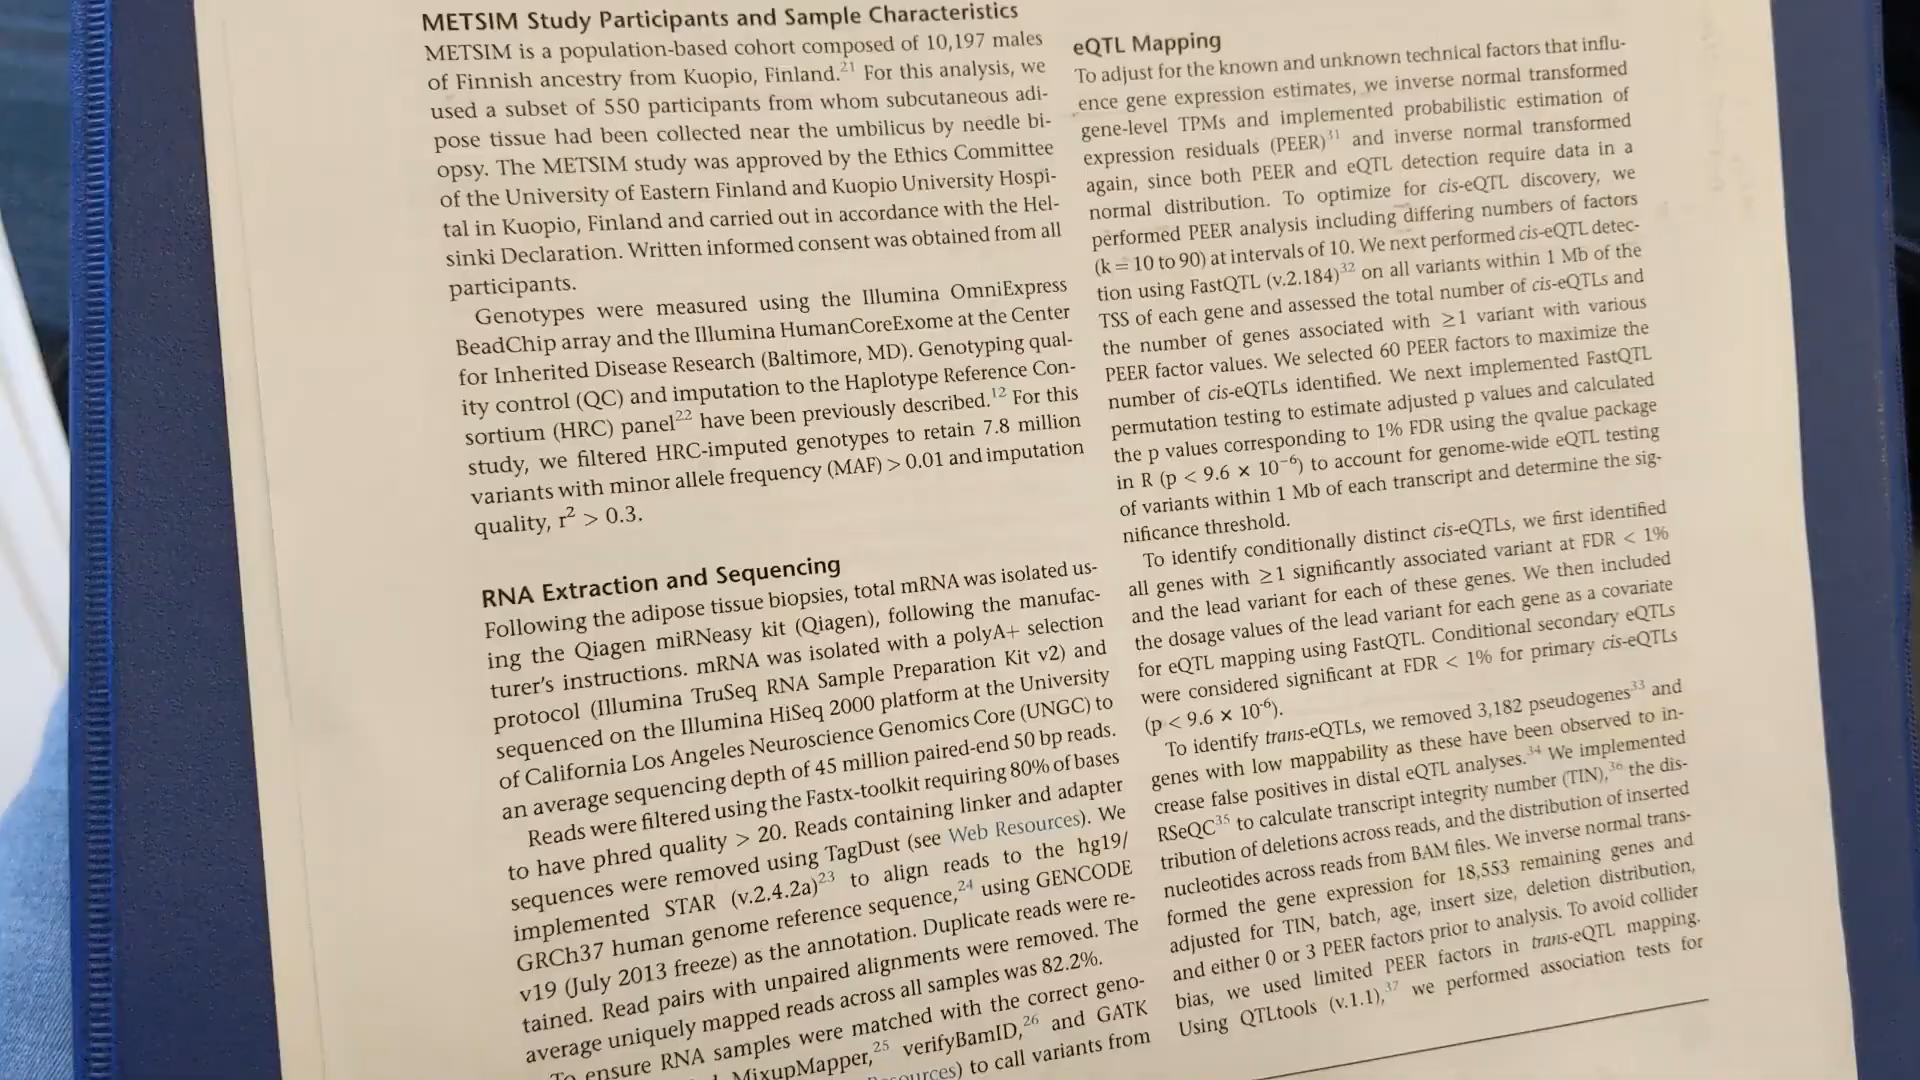 METSIM Study Participants and Sample Characteristics
METSIM is a population-based cohort composed of 10,197 males
of Finnish ancestry from Kuopio, Finland.21 For this analysis, we
used a subset of 550 participants from whom subcutaneous adi-
pose tissue had been collected near the umbilicus by needle bi-
opsy. The METSIM study was approved by the Ethics Committee
of the University of Eastern Finland and Kuopio University Hospi-
tal in Kuopio, Finland and carried out in accordance with the Hel-
sinki Declaration. Written informed consent was obtained from all
participants.
Genotypes were measured using the Illumina OmniExpress
BeadChip array and the Illumina HumanCoreExome at the Center
for Inherited Disease Research (Baltimore, MD). Genotyping qual-
ity control (QC) and imputation to the Haplotype Reference Con-
sortium (HRC) panel22 have been previously described.12 For this
study, we filtered HRC-imputed genotypes to retain 7.8 million
variants with minor allele frequency (MAF) > 0.01 and imputation
quality, r2 > 0.3.
RNA Extraction and Sequencing
Following the adipose tissue biopsies, total mRNA was isolated us-
ing the Qiagen miRNeasy kit (Qiagen), following the manufac-
turer's instructions. mRNA was isolated with a polyA+ selection
protocol (Illumina TruSeq RNA Sample Preparation Kit v2) and
sequenced on the Illumina HiSeq 2000 platform at the University
of California Los Angeles Neuroscience Genomics Core (UNGC) to
an average sequencing depth of 45 million paired-end 50 bp reads.
Reads were filtered using the Fastx-toolkit requiring 80% of bases
to have phred quality > 20. Reads containing linker and adapter
sequences were removed using TagDust (see Web Resources). We
implemented STAR (v.2.4.2a)23 to align reads to the hg19/
GRCh37 human genome reference sequence,24 using GENCODE
v19 (July 2013 freeze) as the annotation. Duplicate reads were re-
tained. Read pairs with unpaired alignments were removed. The
average uniquely mapped reads across all samples was 82.2%.
To ensure RNA samples were matched with the correct geno-
MixupMapper,25 verifyBamID,26 and GATK
to call variants from
eQTL Mapping
To adjust for the known and unknown technical factors that influ-
ence gene expression estimates, we inverse normal transformed
gene-level TPMs and implemented probabilistic estimation of
expression residuals (PEER)31 and inverse normal transformed
again, since both PEER and eQTL detection require data in a
normal distribution. To optimize for cis-eQTL discovery, we
performed PEER analysis including differing numbers of factors
(k = 10 to 90) at intervals of 10. We next performed cis-eQTL detec-
tion using FastQTL (v.2.184)32 on all variants within 1 Mb of the
TSS of each gene and assessed the total number of cis-eQTLs and
the number of genes associated with ≥1 variant with various
PEER factor values. We selected 60 PEER factors to maximize the
number of cis-eQTLs identified. We next implemented FastQTL
permutation testing to estimate adjusted p values and calculated
the p values corresponding to 1% FDR using the qvalue package
in R (p < 9.6 × 10−6) to account for genome-wide eQTL testing
of variants within 1 Mb of each transcript and determine the sig-
nificance threshold.
To identify conditionally distinct cis-eQTLs, we first identified
all genes with ≥1 significantly associated variant at FDR < 1%
and the lead variant for each of these genes. We then included
the dosage values of the lead variant for each gene as a covariate
for eQTL mapping using FastQTL. Conditional secondary eQTLs
were considered significant at FDR < 1% for primary cis-eQTLs
(p < 9.6 × 10-6).
To identify trans-eQTLs, we removed 3,182 pseudogenes33 and
genes with low mappability as these have been observed to in-
crease false positives in distal eQTL analyses.34 We implemented
RSeQC35 to calculate transcript integrity number (TIN),36 the dis-
tribution of deletions across reads, and the distribution of inserted
nucleotides across reads from BAM files. We inverse normal trans-
formed the gene expression for 18,553 remaining genes and
adjusted for TIN, batch, age, insert size, deletion distribution,
and either 0 or 3 PEER factors prior to analysis. To avoid collider
bias, we used limited PEER factors in trans-eQTL mapping.
Using QTLtools (v.1.1),37 we performed association tests for